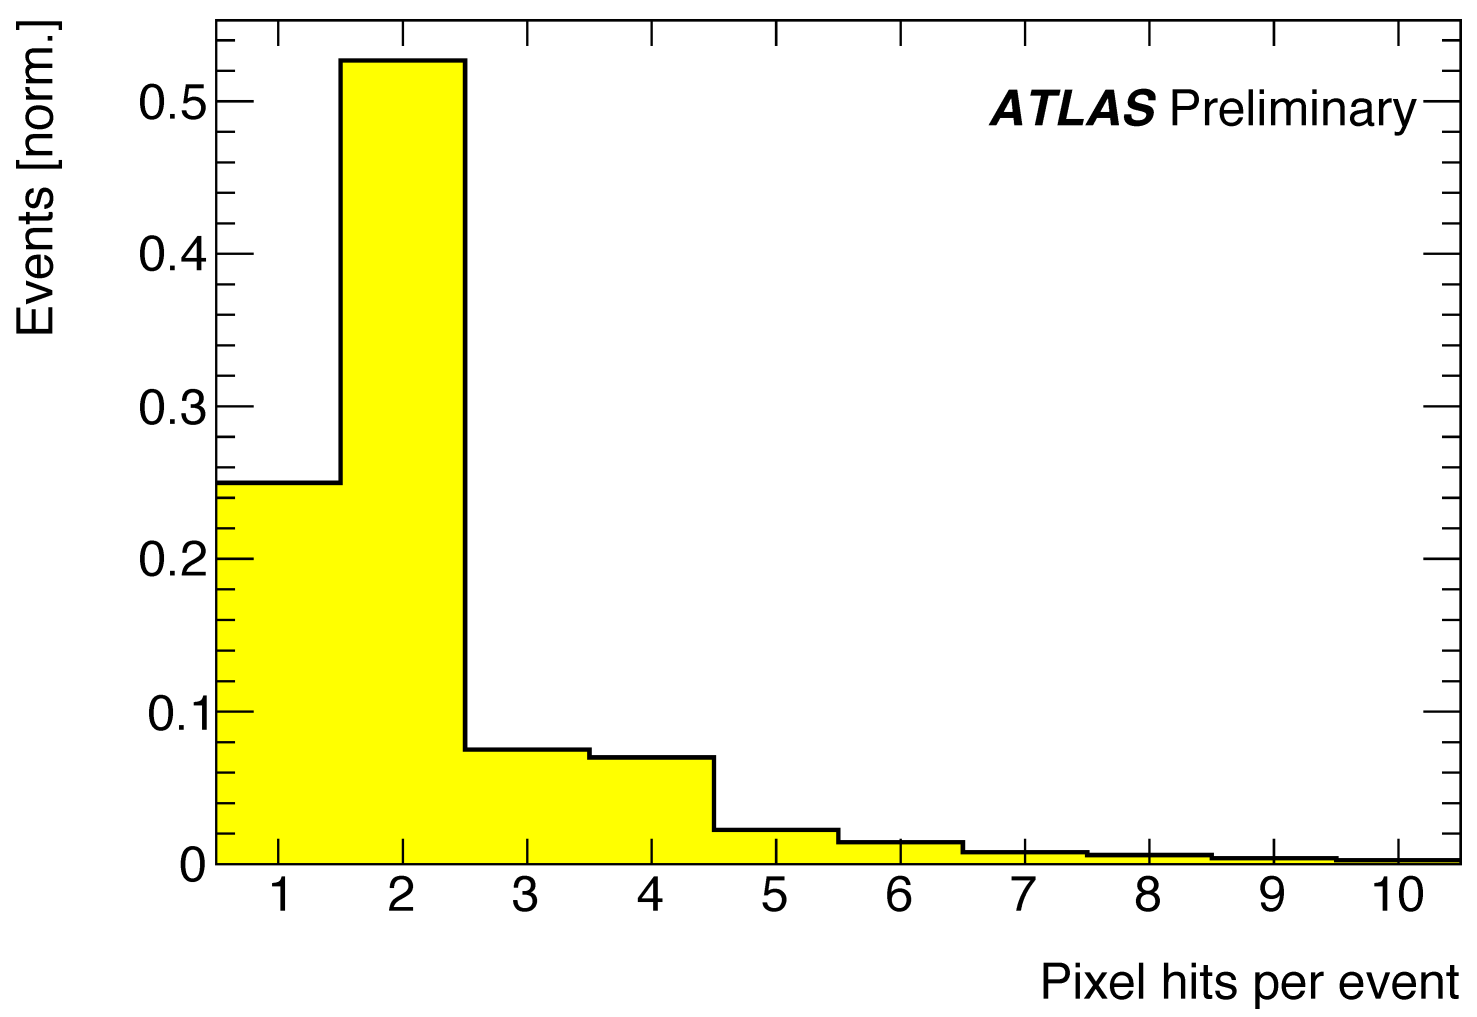 Events [norm.]
ATLAS Preliminary
0.5
0.4
0.3
0.2
0.1
0
1 2 3 4 5 6 7 8 9 10
Pixel hits per event